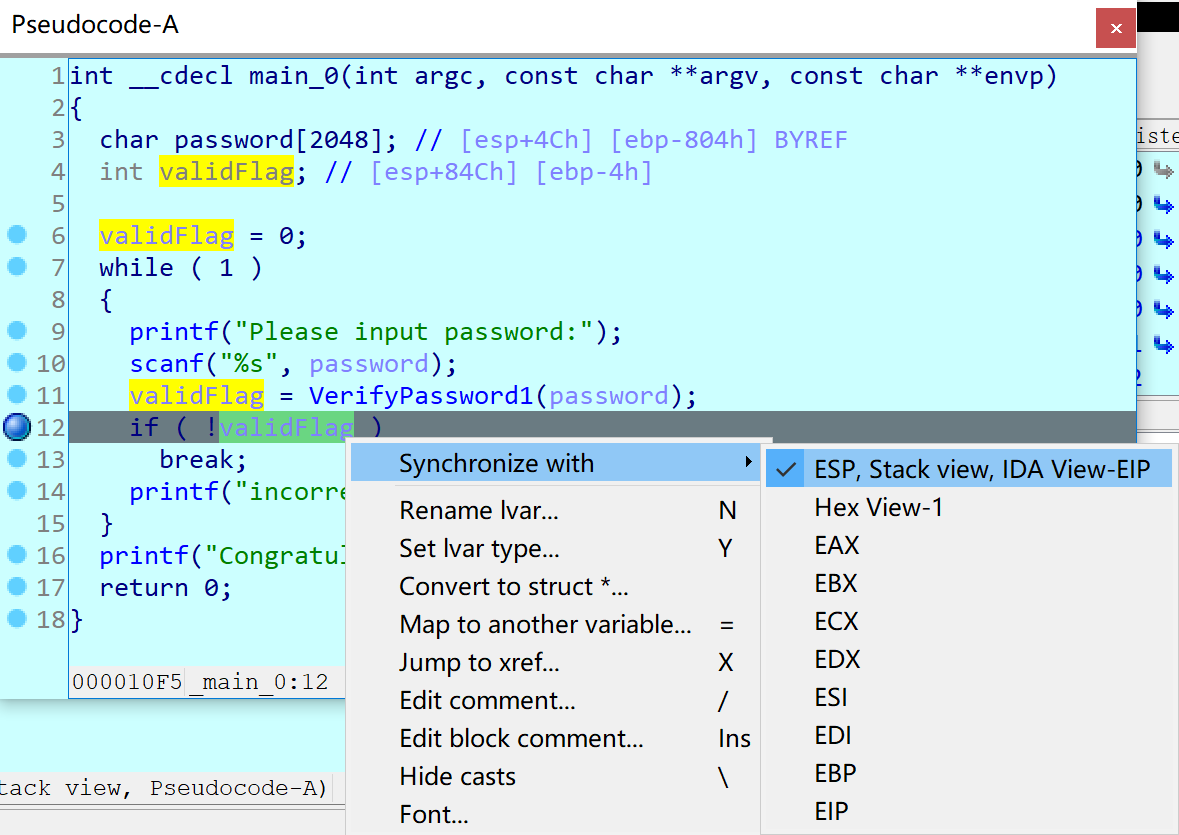 Pseudocode-A
1 int __cdecl main_0(int argc, const char **argv, const char **envp)
2 {
3 char password[2048]; // [esp+4Ch] [ebp-804h] BYREF
4 int validFlag; // [esp+84Ch] [ebp-4h]
5
6 validFlag = 0;
7 while ( 1 )
8 {
9 printf("Please input password:");
10 scanf("%s", password);
11 validFlag = VerifyPassword1(password);
12 if ( !validFlag )
13 break;
14 printf("incorre
15 }
16 printf("Congratul
17 return 0;
18 }
000010F5 _main_0:12
tack view, Pseudocode-A)
Synchronize with
Rename lvar... N
Set lvar type... Y
Convert to struct *...
Map to another variable... =
Jump to xref... X
Edit comment... /
Edit block comment... Ins
Hide casts \
Font...
ESP, Stack view, IDA View-EIP
Hex View-1
EAX
EBX
ECX
EDX
ESI
EDI
EBP
EIP
iste